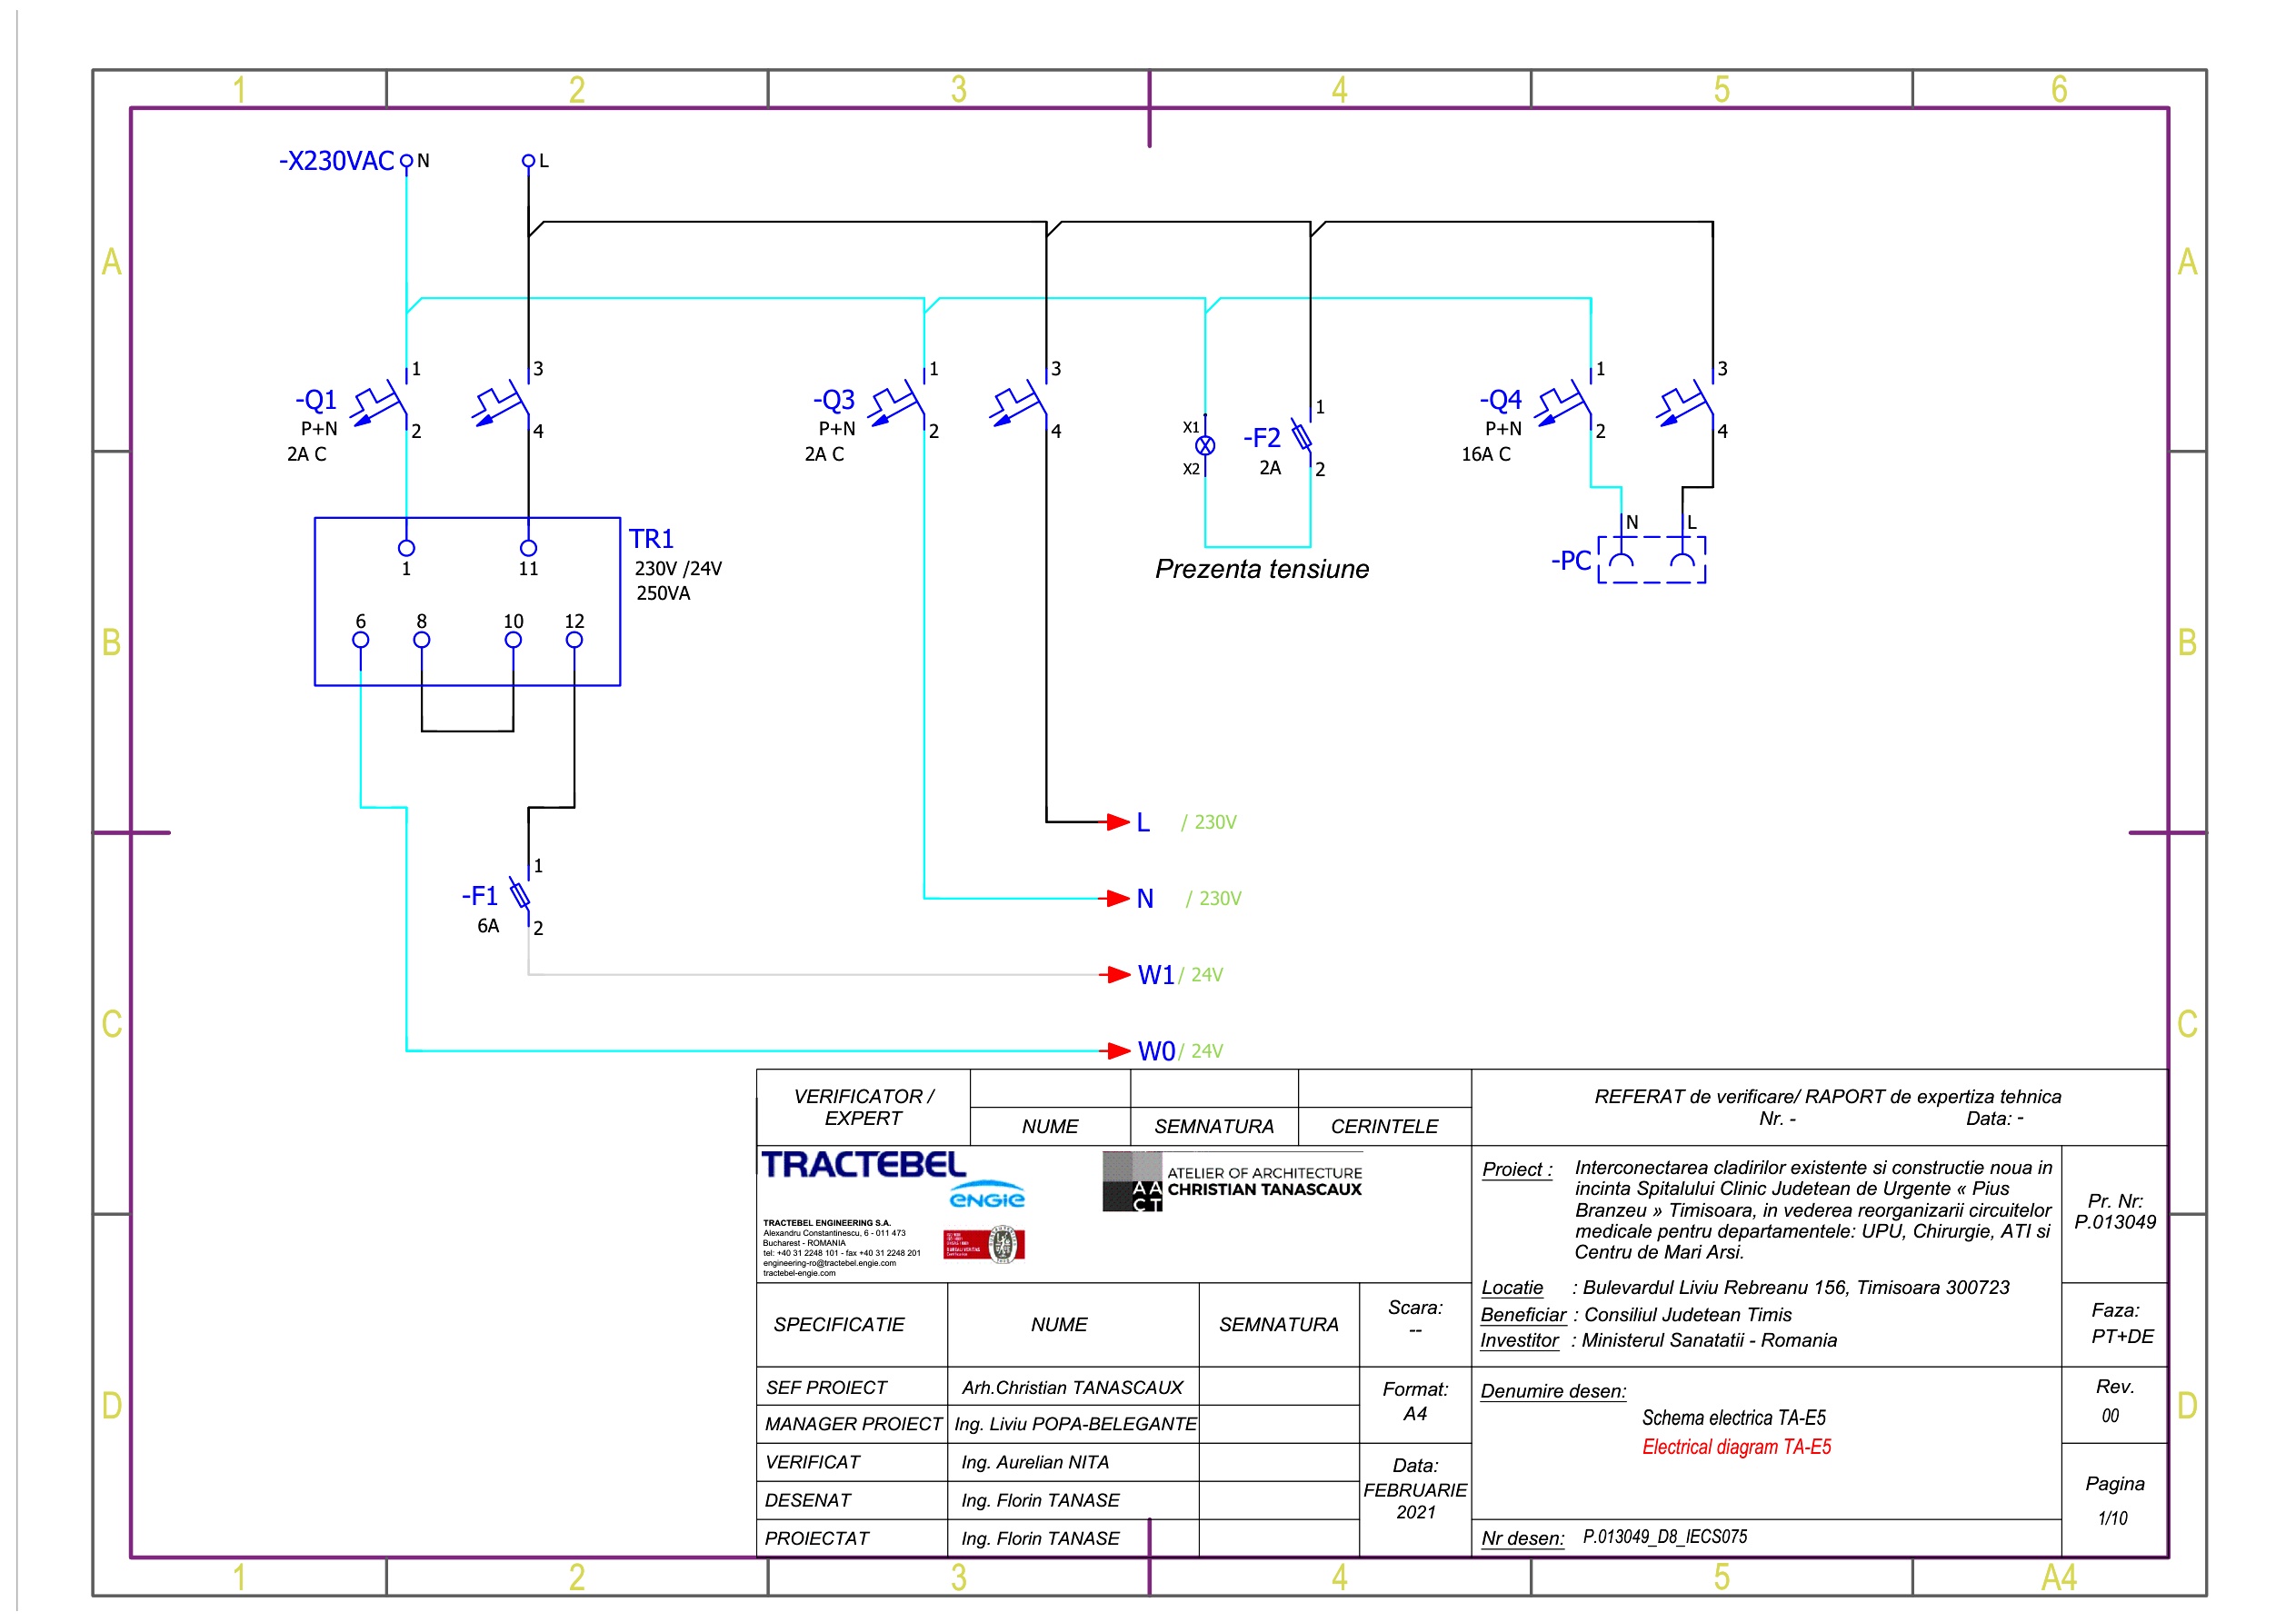 1 2 3 4 5 6
A A
B B
C C
D D
-X230VAC N L
1 3 1 3 1 3
-Q1
P+N
2A C
2 4
-Q3
P+N
2A C
2 4
X1
X2
-F2
2A
1
2
Prezenta tensiune
-Q4
P+N
16A C
2 4
N L
-PC
TR1
230V /24V
250VA
1 11
6 8 10 12
-F1
6A
1
2
L / 230V
N / 230V
W1 / 24V
W0 / 24V
VERIFICATOR /
EXPERT
NUME SEMNATURA CERINTELE
REFERAT de verificare/ RAPORT de expertiza tehnica
Nr. - Data: -
TRACTEBEL
ENGIE
AACT
ATELIER OF ARCHITECTURE
CHRISTIAN TANASCAUX
TRACTEBEL ENGINEERING S.A.
Alexandru Constantinescu, 6 - 011 473
Bucharest - ROMANIA
tel: +40 31 2248 101 - fax +40 31 2248 201
engineering-ro@tractebel.engie.com
tractebel-engie.com
Proiect : Interconectarea cladirilor existente si constructie noua in
incinta Spitalului Clinic Judetean de Urgente « Pius
Branzeu » Timisoara, in vederea reorganizarii circuitelor
medicale pentru departamentele: UPU, Chirurgie, ATI si
Centru de Mari Arsi.
Locatie : Bulevardul Liviu Rebreanu 156, Timisoara 300723
Beneficiar : Consiliul Judetean Timis
Investitor : Ministerul Sanatatii - Romania
Pr. Nr:
P.013049
Faza:
PT+DE
SPECIFICATIE NUME SEMNATURA
Scara:
--
SEF PROIECT Arh.Christian TANASCAUX
MANAGER PROIECT Ing. Liviu POPA-BELEGANTE
VERIFICAT Ing. Aurelian NITA
DESENAT Ing. Florin TANASE
PROIECTAT Ing. Florin TANASE
Format:
A4
Data:
FEBRUARIE
2021
Denumire desen:
Schema electrica TA-E5
Electrical diagram TA-E5
Rev.
00
Pagina
1/10
Nr desen: P.013049_D8_IECS075
1 2 3 4 5 A4